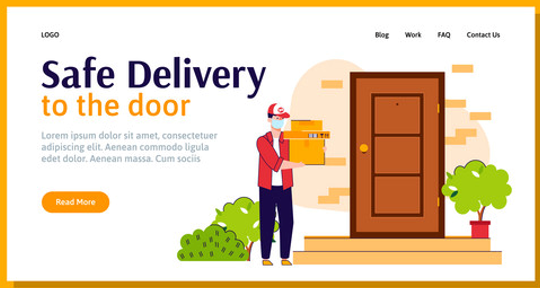 LOGO
Blog Work FAQ Contact Us
Safe Delivery
to the door
Lorem ipsum dolor sit amet, consectetuer
adipiscing elit. Aenean commodo ligula
edet dolor. Aenean massa. Cum sociis
Read More